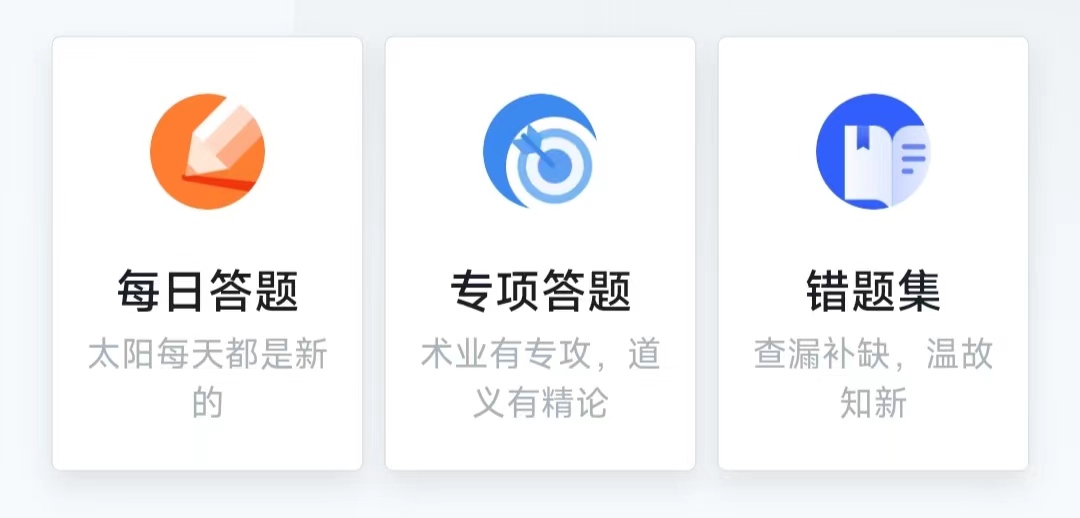 每日答题
太阳每天都是新
的
专项答题
术业有专攻，道
义有精论
错题集
查漏补缺，温故
知新